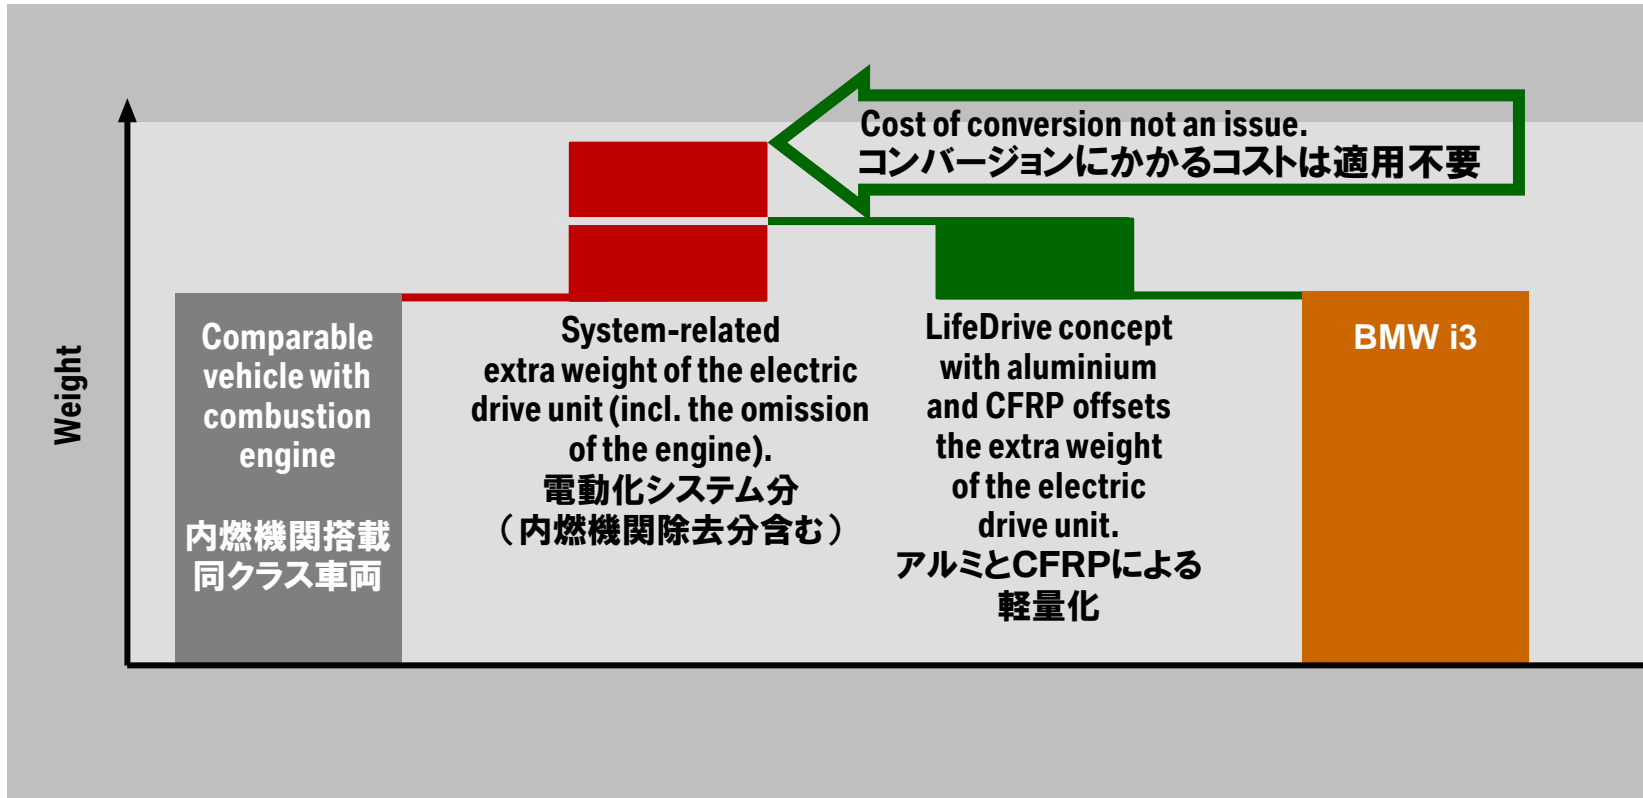 Cost of conversion not an issue.
コンバージョンにかかるコストは適用不要
Weight
Comparable
vehicle with
combustion
engine
内燃機関搭載
同クラス車両
System-related
extra weight of the electric
drive unit (incl. the omission
of the engine).
電動化システム分
（内燃機関除去分含む）
LifeDrive concept
with aluminium
and CFRP offsets
the extra weight
of the electric
drive unit.
アルミとCFRPによる
軽量化
BMW i3